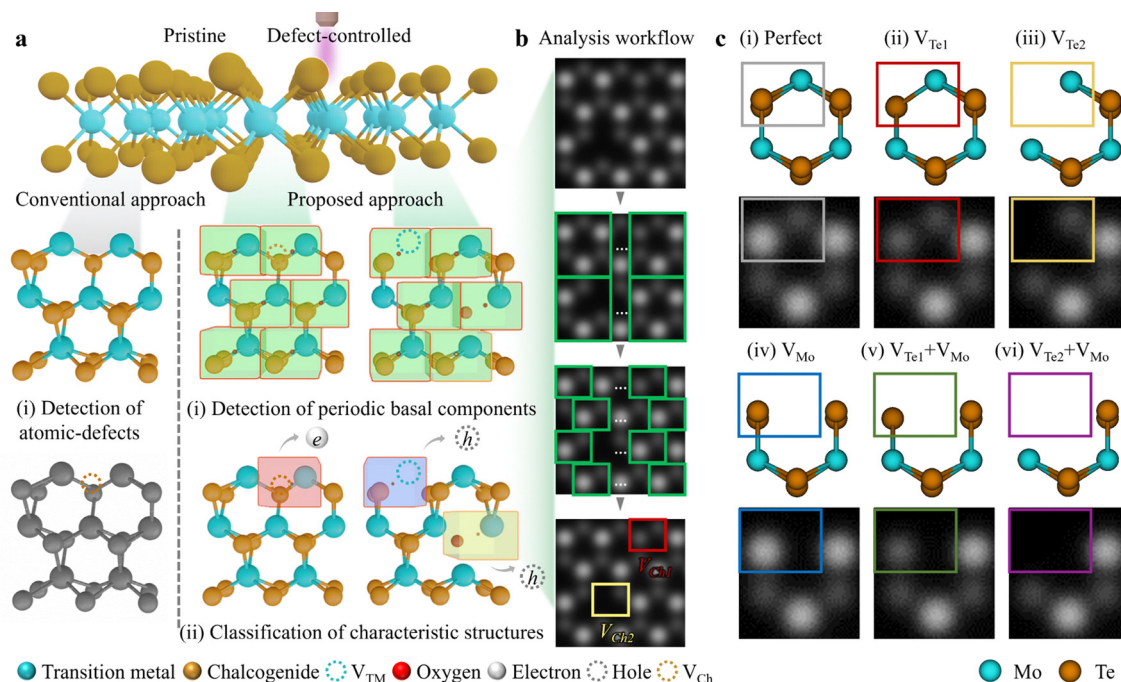 a
Pristine
Defect-controlled
Conventional approach
Proposed approach
(i) Detection of
atomic-defects
(i) Detection of periodic basal components
e
h
h
(ii) Classification of characteristic structures
b
Analysis workflow
...
...
...
...
...
...
V_Ch1
V_Ch2
c
(i) Perfect
(ii) V_Te1
(iii) V_Te2
(iv) V_Mo
(v) V_Te1+V_Mo
(vi) V_Te2+V_Mo
Transition metal
Chalcogenide
V_TM
Oxygen
Electron
Hole
V_Ch
Mo
Te